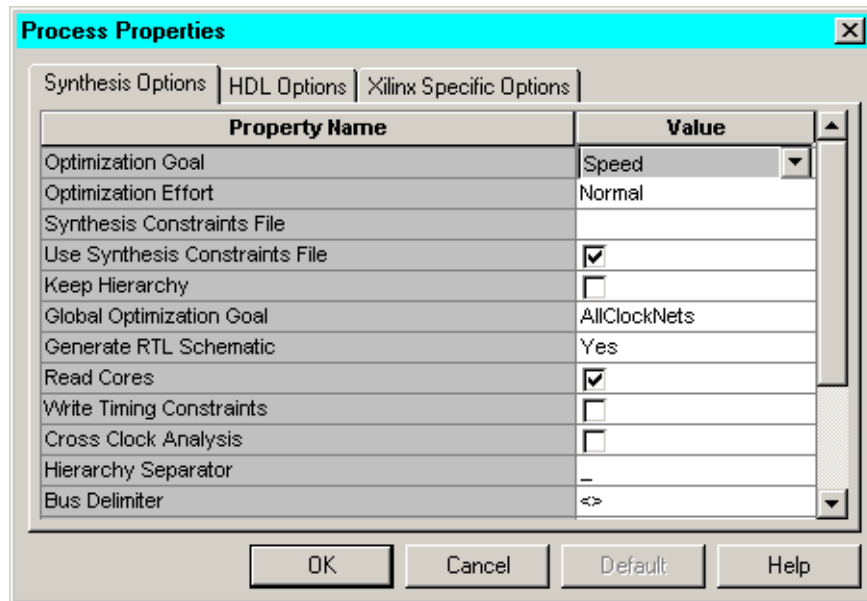 Process Properties
Synthesis Options HDL Options Xilinx Specific Options
Property Name Value
Optimization Goal Speed
Optimization Effort Normal
Synthesis Constraints File
Use Synthesis Constraints File
Keep Hierarchy
Global Optimization Goal AllClockNets
Generate RTL Schematic Yes
Read Cores
Write Timing Constraints
Cross Clock Analysis
Hierarchy Separator _
Bus Delimiter <>
OK Cancel Default Help